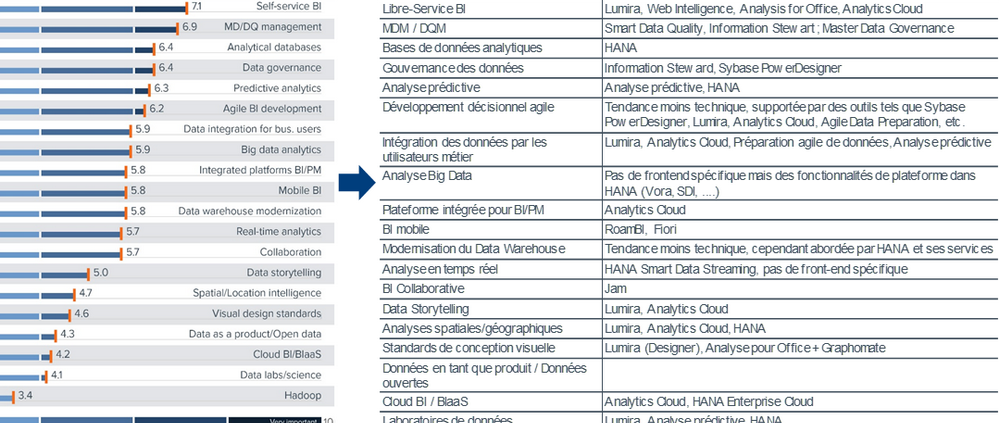 7.1 Self-service BI
6.9 MD/DQ management
6.4 Analytical databases
6.4 Data governance
6.3 Predictive analytics
6.2 Agile BI development
5.9 Data integration for bus. users
5.9 Big data analytics
5.8 Integrated platforms BI/PM
5.8 Mobile BI
5.8 Data warehouse modernization
5.7 Real-time analytics
5.7 Collaboration
5.0 Data storytelling
4.7 Spatial/Location intelligence
4.6 Visual design standards
4.3 Data as a product/Open data
4.2 Cloud BI/BIaaS
4.1 Data labs/science
3.4 Hadoop
Very important 10
Libre-Service BI Lumira, Web Intelligence, Analysis for Office, Analytics Cloud
MDM / DQM Smart Data Quality, Information Stew art ; Master Data Governance
Bases de données analytiques HANA
Gouvernance des données Information Stew ard, Sybase Pow erDesigner
Analyse prédictive Analyse prédictive, HANA
Développement décisionnel agile Tendance moins technique, supportée par des outils tels que Sybase
Pow erDesigner, Lumira, Analytics Cloud, Agile Data Preparation, etc.
Intégration des données par les Lumira, Analytics Cloud, Préparation agile de données, Analyse prédictive
utilisateurs métier
Analyse Big Data Pas de frontend spécifique mais des fonctionnalités de plateforme dans
HANA (Vora, SDI, ....)
Plateforme intégrée pour BI/PM Analytics Cloud
BI mobile RoamBI, Fiori
Modernisation du Data Warehouse Tendance moins technique, cependant abordée par HANA et ses services
Analyse en temps réel HANA Smart Data Streaming, pas de front-end spécifique
BI Collaborative Jam
Data Storytelling Lumira, Analytics Cloud
Analyses spatiales/géographiques Lumira, Analytics Cloud, HANA
Standards de conception visuelle Lumira (Designer), Analyse pour Office + Graphomate
Données en tant que produit / Données
ouvertes
Cloud BI / BIaaS Analytics Cloud, HANA Enterprise Cloud
Laboratoires de données Lumira, Analyse prédictive, HANA